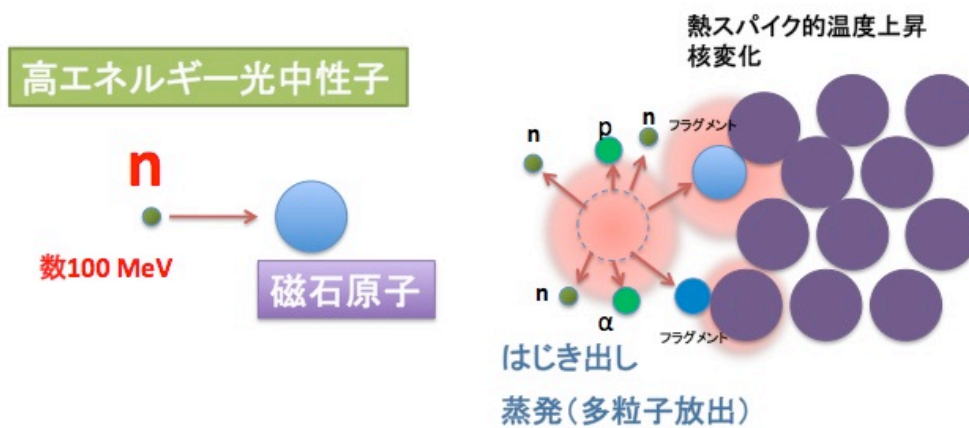 高エネルギー光中性子
n
数100 MeV
磁石原子
熱スパイク的温度上昇
核変化
n
p
n
フラグメント
n
α
フラグメント
はじき出し
蒸発（多粒子放出）